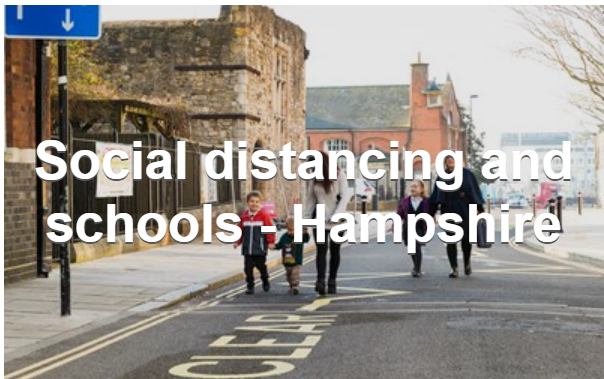 Social distancing and
schools - Hampshire
CLEAR